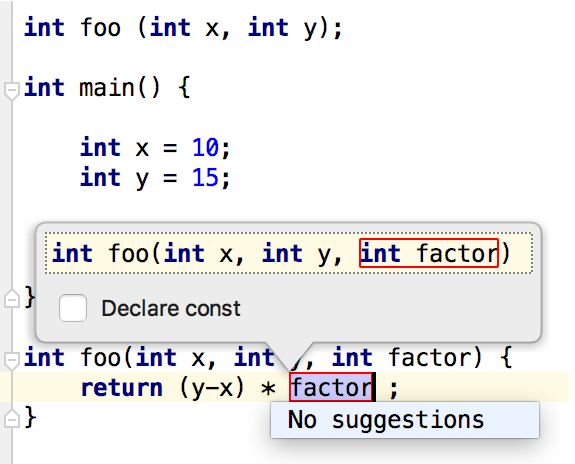 int foo (int x, int y);
int main() {
int x = 10;
int y = 15;
int foo(int x, int y, int factor)
Declare const
}
int foo(int x, int y, int factor) {
return (y-x) * factor ;
No suggestions
}